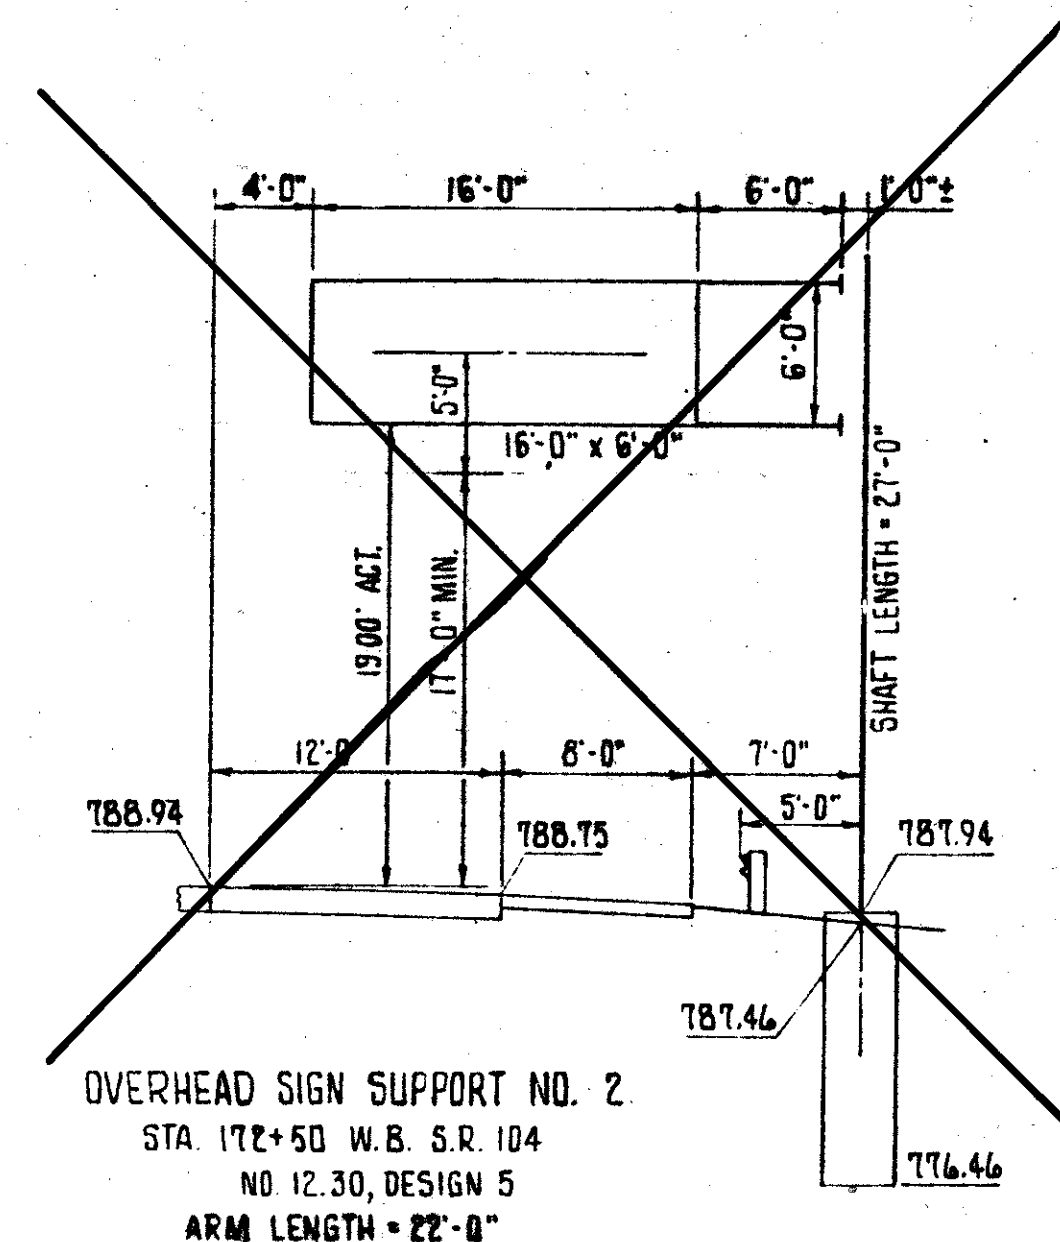 4'-0" 16'-0" 6'-0" 1'-0"±
6'-0"
5'-0"
16'-0" x 6'-0"
SHAFT LENGTH = 27'-0"
19.00' ACT.
17'-0" MIN.
12'-0 8'-0" 7'-0"
5'-0"
788.94
788.75
787.94
787.46
776.46
OVERHEAD SIGN SUPPORT NO. 2
STA. 172+50 W.B. S.R. 104
NO. 12.30, DESIGN 5
ARM LENGTH = 22'-0"